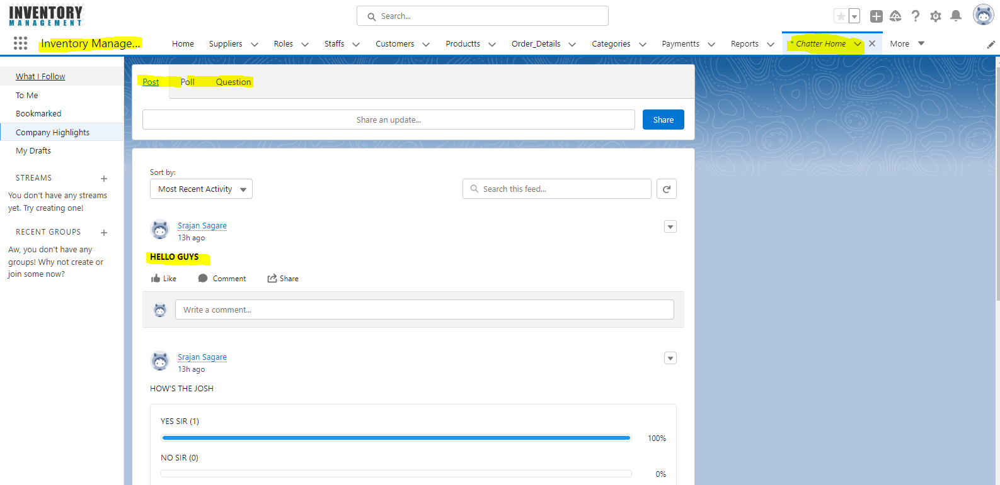 INVENTORY
MANAGEMENT
Search...
Inventory Manage...
Home
Suppliers
Roles
Staffs
Customers
Productts
Order_Details
Categories
Paymentts
Reports
* Chatter Home
More
What I Follow
To Me
Bookmarked
Company Highlights
My Drafts
STREAMS
You don't have any streams
yet. Try creating one!
RECENT GROUPS
Aw, you don't have any
groups! Why not create or
join some now?
Post
Poll
Question
Share an update...
Share
Sort by:
Most Recent Activity
Search this feed...
Srajan Sagare
13h ago
HELLO GUYS
Like
Comment
Share
Write a comment...
Srajan Sagare
13h ago
HOW'S THE JOSH
YES SIR (1)
100%
NO SIR (0)
0%